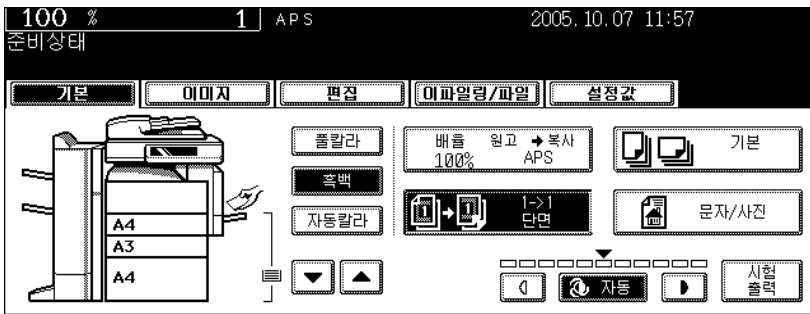 100 % 1 APS 2005.10.07 11:57
준비상태
기본 이미지 편집 이파일링/파일 설정값
풀칼라
흑백
자동칼라
배율 원고 ➔복사
100% APS
기본
1->1
단면
문자/사진
A4
A3
A4
자동
시험
출력